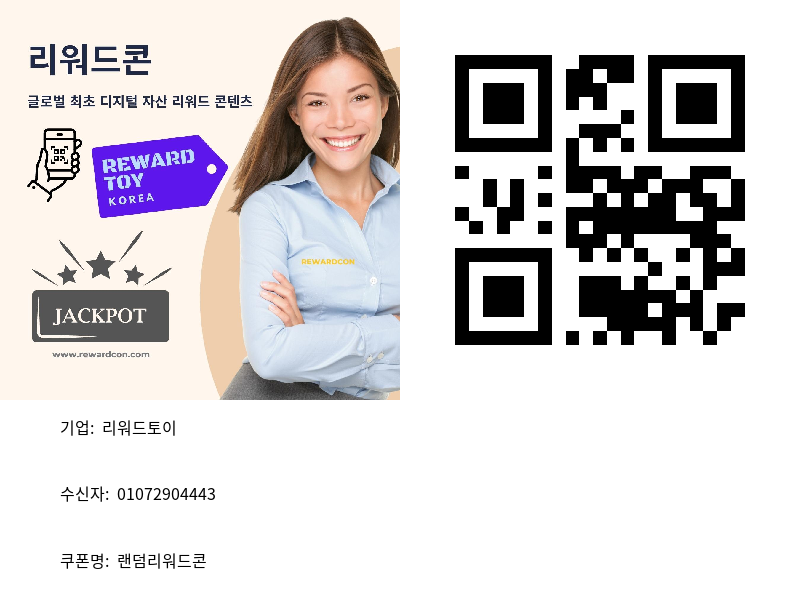 리워드콘
글로벌 최초 디지털 자산 리워드 콘텐츠
REWARD
TOY
KOREA
REWARDCON
JACKPOT
www.rewardcon.com
기업: 리워드토이
수신자: 01072904443
쿠폰명: 랜덤리워드콘